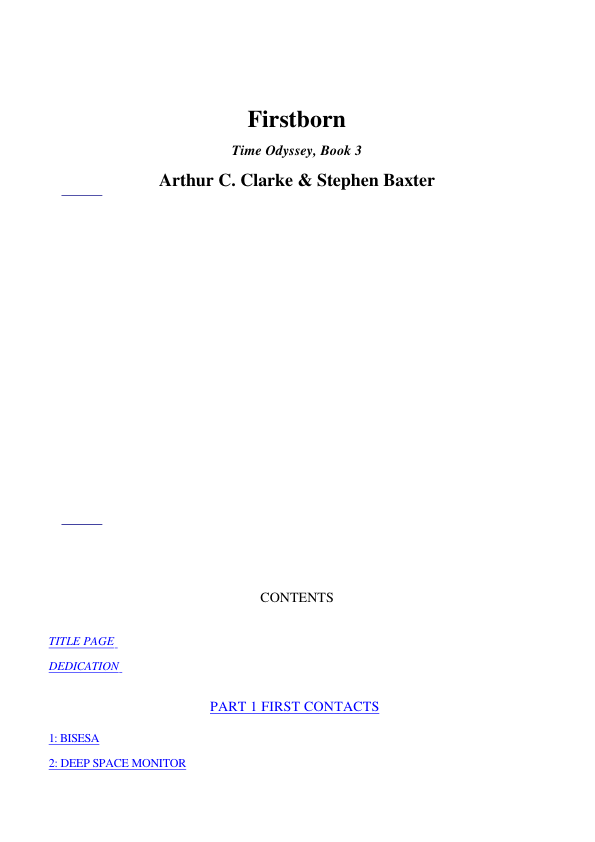 Firstborn
Time Odyssey, Book 3
Arthur C. Clarke & Stephen Baxter
CONTENTS
TITLE PAGE
DEDICATION
PART 1 FIRST CONTACTS
1: BISESA
2: DEEP SPACE MONITOR